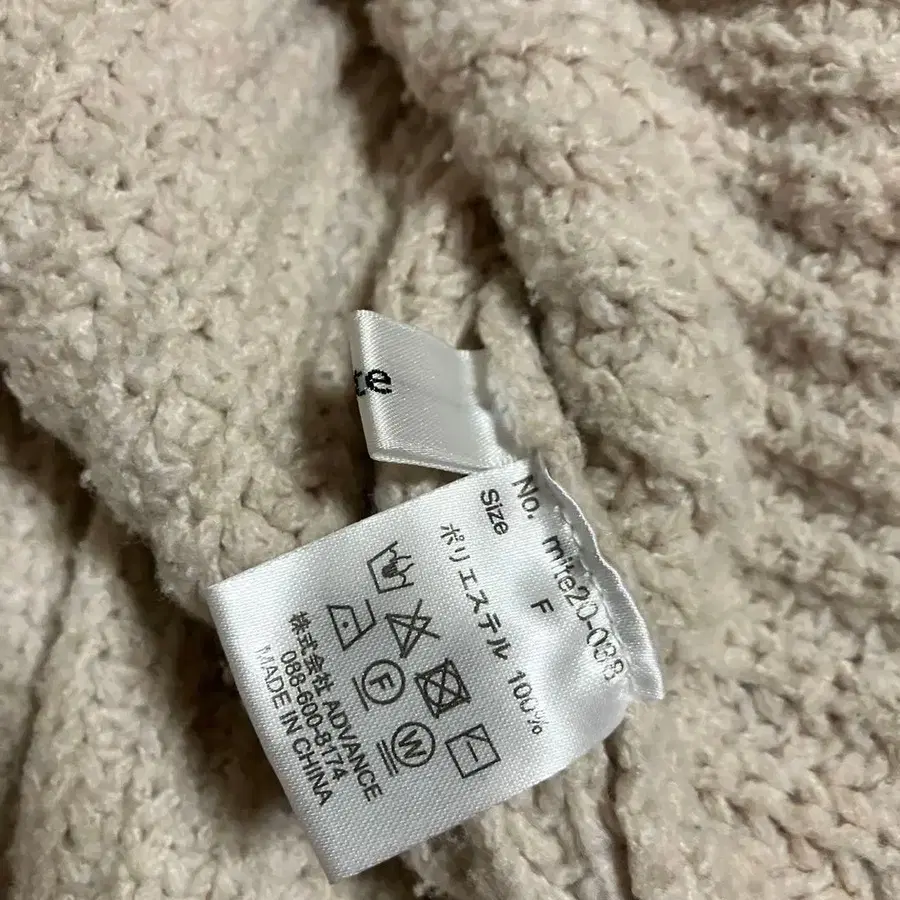 te
No. mite20-038
Size F
ポリエステル 100%
F
W
株式会社 ADVANCE
088-600-8174
MADE IN CHINA